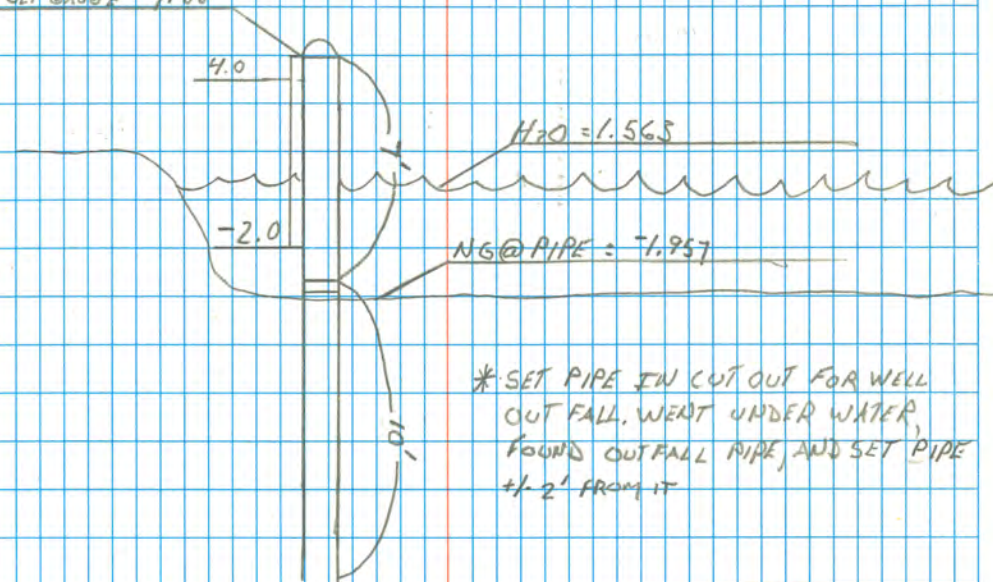 4.0
H2O = 1.563
7'
-2.0
NG@PIPE = -1.957
* SET PIPE IN CUT OUT FOR WELL
OUT FALL. WENT UNDER WATER,
FOUND OUTFALL PIPE, AND SET PIPE
+/- 2' FROM IT
10'